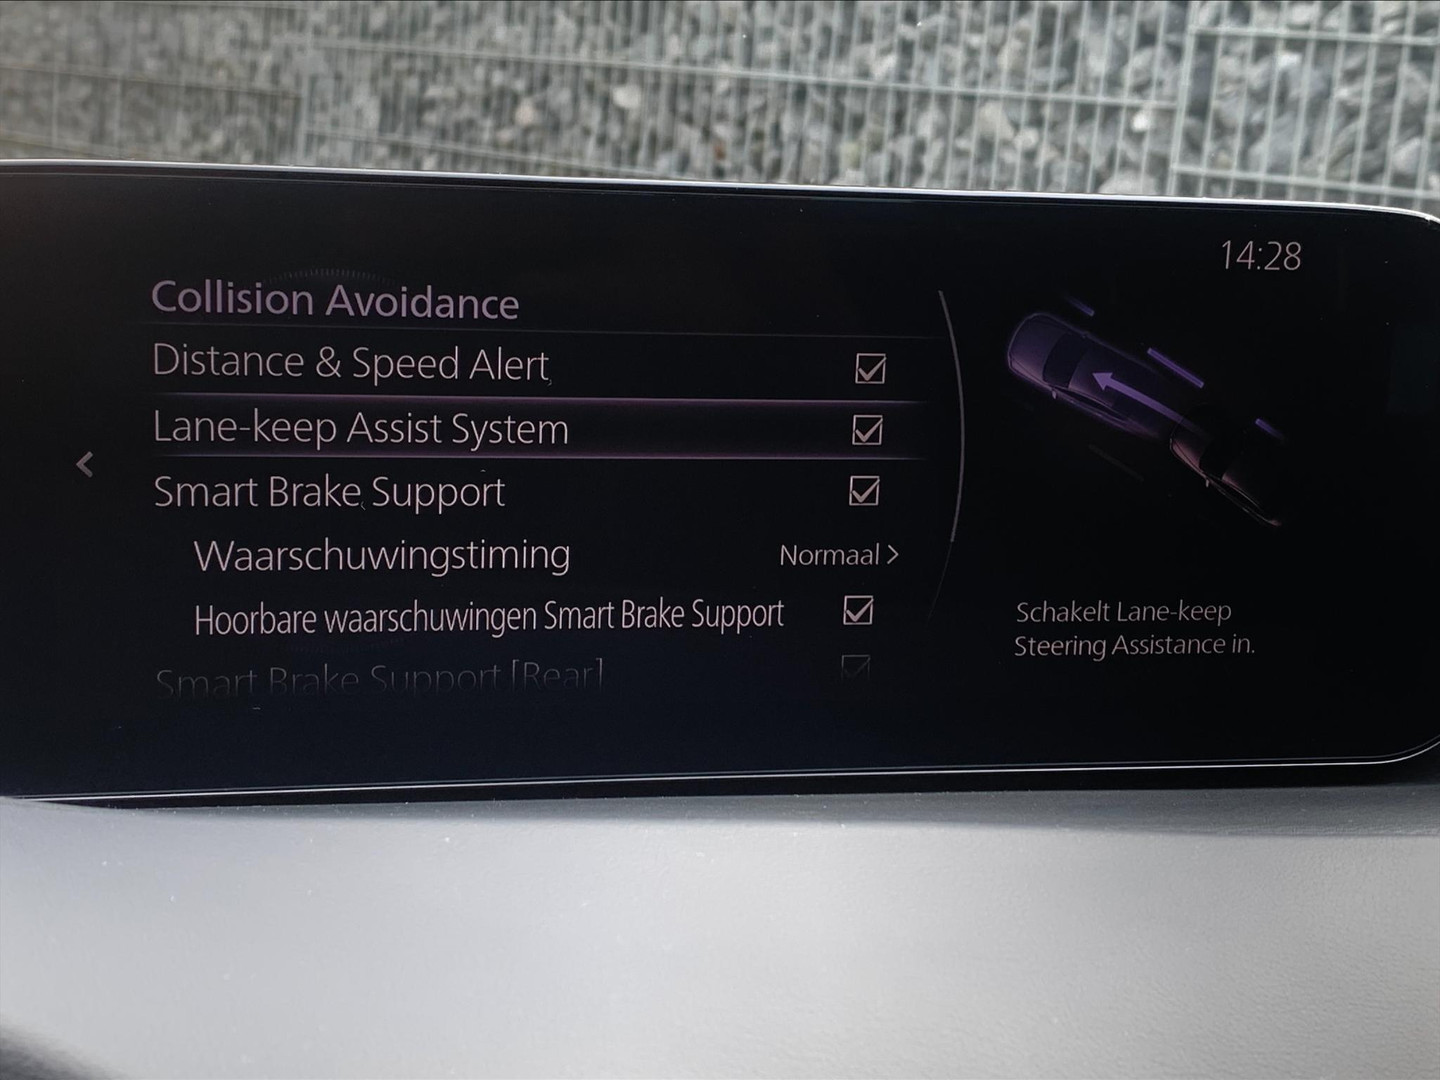 14:28
Collision Avoidance
Distance & Speed Alert
Lane-keep Assist System
Smart Brake Support
Waarschuwingstiming Normaal >
Hoorbare waarschuwingen Smart Brake Support
Smart Brake Support [Rear]
Schakelt Lane-keep
Steering Assistance in.